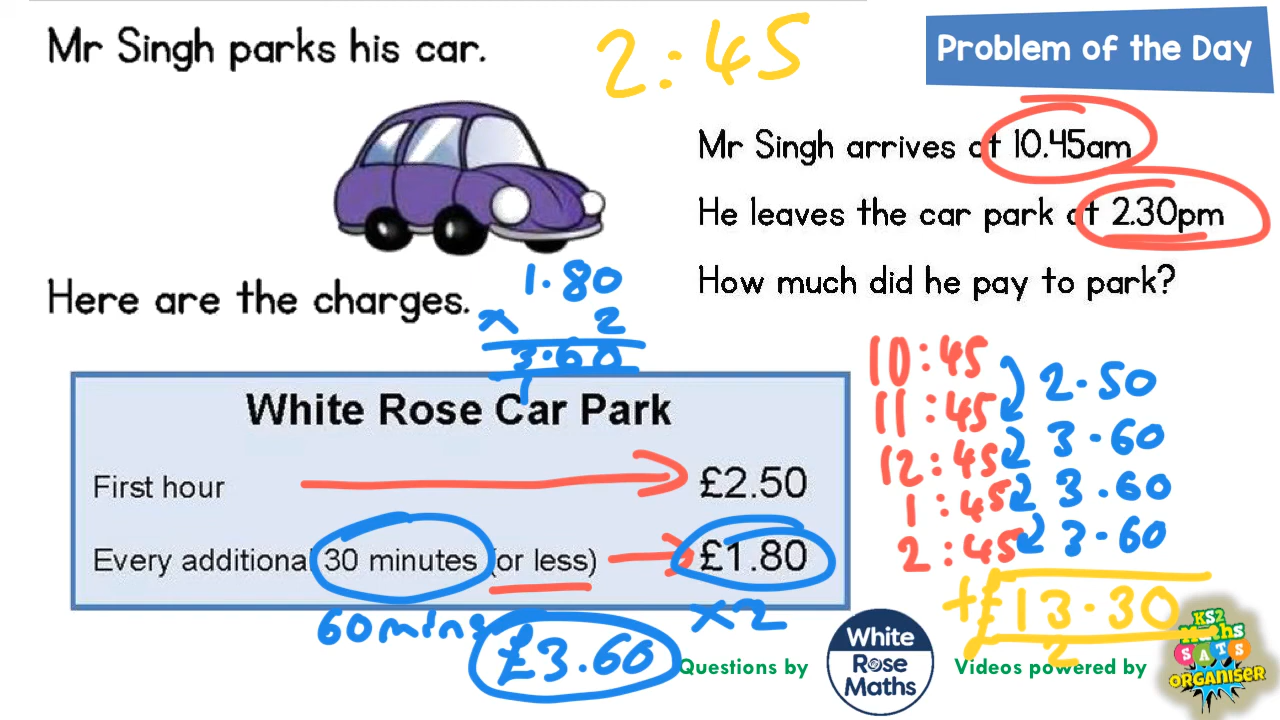 Mr Singh parks his car.
2:45
Problem of the Day
Mr Singh arrives at 10.45am
He leaves the car park at 2.30pm
How much did he pay to park?
Here are the charges.
1.80
x 2
3.60
1
White Rose Car Park
First hour £2.50
Every additional 30 minutes (or less) £1.80
60mins
£3.60
x2
10:45
11:45
12:45
1:45
2:45
2.50
3.60
3.60
3.60
+£13.30
2
Questions by
White
Rose
Maths
Videos powered by
KS2
Maths
SATS
ORGANISER